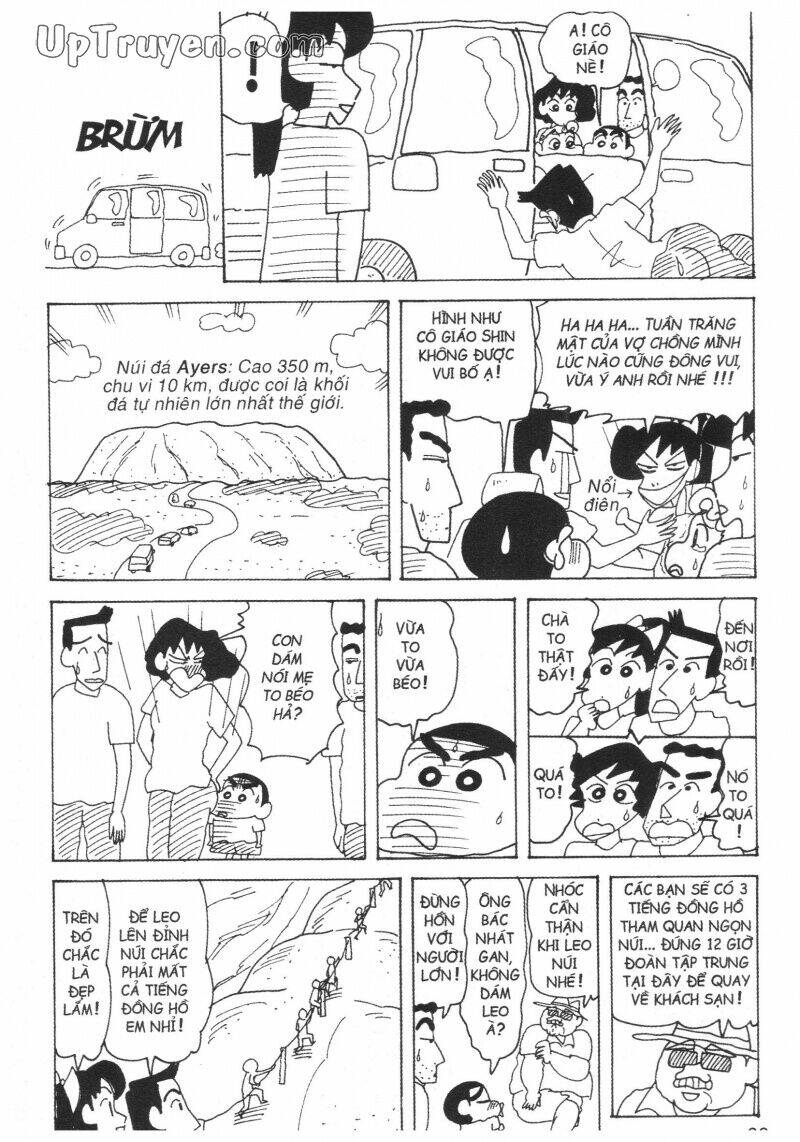 UpTruyen.com
!
A! CÔ
GIÁO
NÈ!
BRỪM
Núi đá Ayers: Cao 350 m,
chu vi 10 km, được coi là khối
đá tự nhiên lớn nhất thế giới.
HÌNH NHƯ
CÔ GIÁO SHIN
KHÔNG ĐƯỢC
VUI BỐ Ạ!
HA HA HA... TUẦN TRĂNG
MẬT CỦA VỢ CHỒNG MÌNH
LÚC NÀO CŨNG ĐÔNG VUI,
VỪA Ý ANH RỒI NHÉ !!!
Nổi
điên
CON
DÁM
NÓI MẸ
TO BÉO
HẢ?
VỪA
TO
VỪA
BÉO!
CHÀ
TO
THẬT
ĐẤY!
ĐẾN
NƠI
RỒI!
QUÁ
TO!
NÓ
TO
QUÁ
!
TRÊN
ĐÓ
CHẮC
LÀ
ĐẸP
LẮM!
ĐỂ LEO
LÊN ĐỈNH
NÚI CHẮC
PHẢI MẤT
CẢ TIẾNG
ĐỒNG HỒ
EM NHỈ!
ĐỪNG
HỖN
VỚI
NGƯỜI
LỚN!
ÔNG
BÁC
NHÁT
GAN,
KHÔNG
DÁM
LEO
À?
NHÓC
CẨN
THẬN
KHI LEO
NÚI
NHÉ!
CÁC BẠN SẼ CÓ 3
TIẾNG ĐỒNG HỒ
THAM QUAN NGỌN
NÚI... ĐÚNG 12 GIỜ
ĐOÀN TẬP TRUNG
TẠI ĐÂY ĐỂ QUAY
VỀ KHÁCH SẠN!